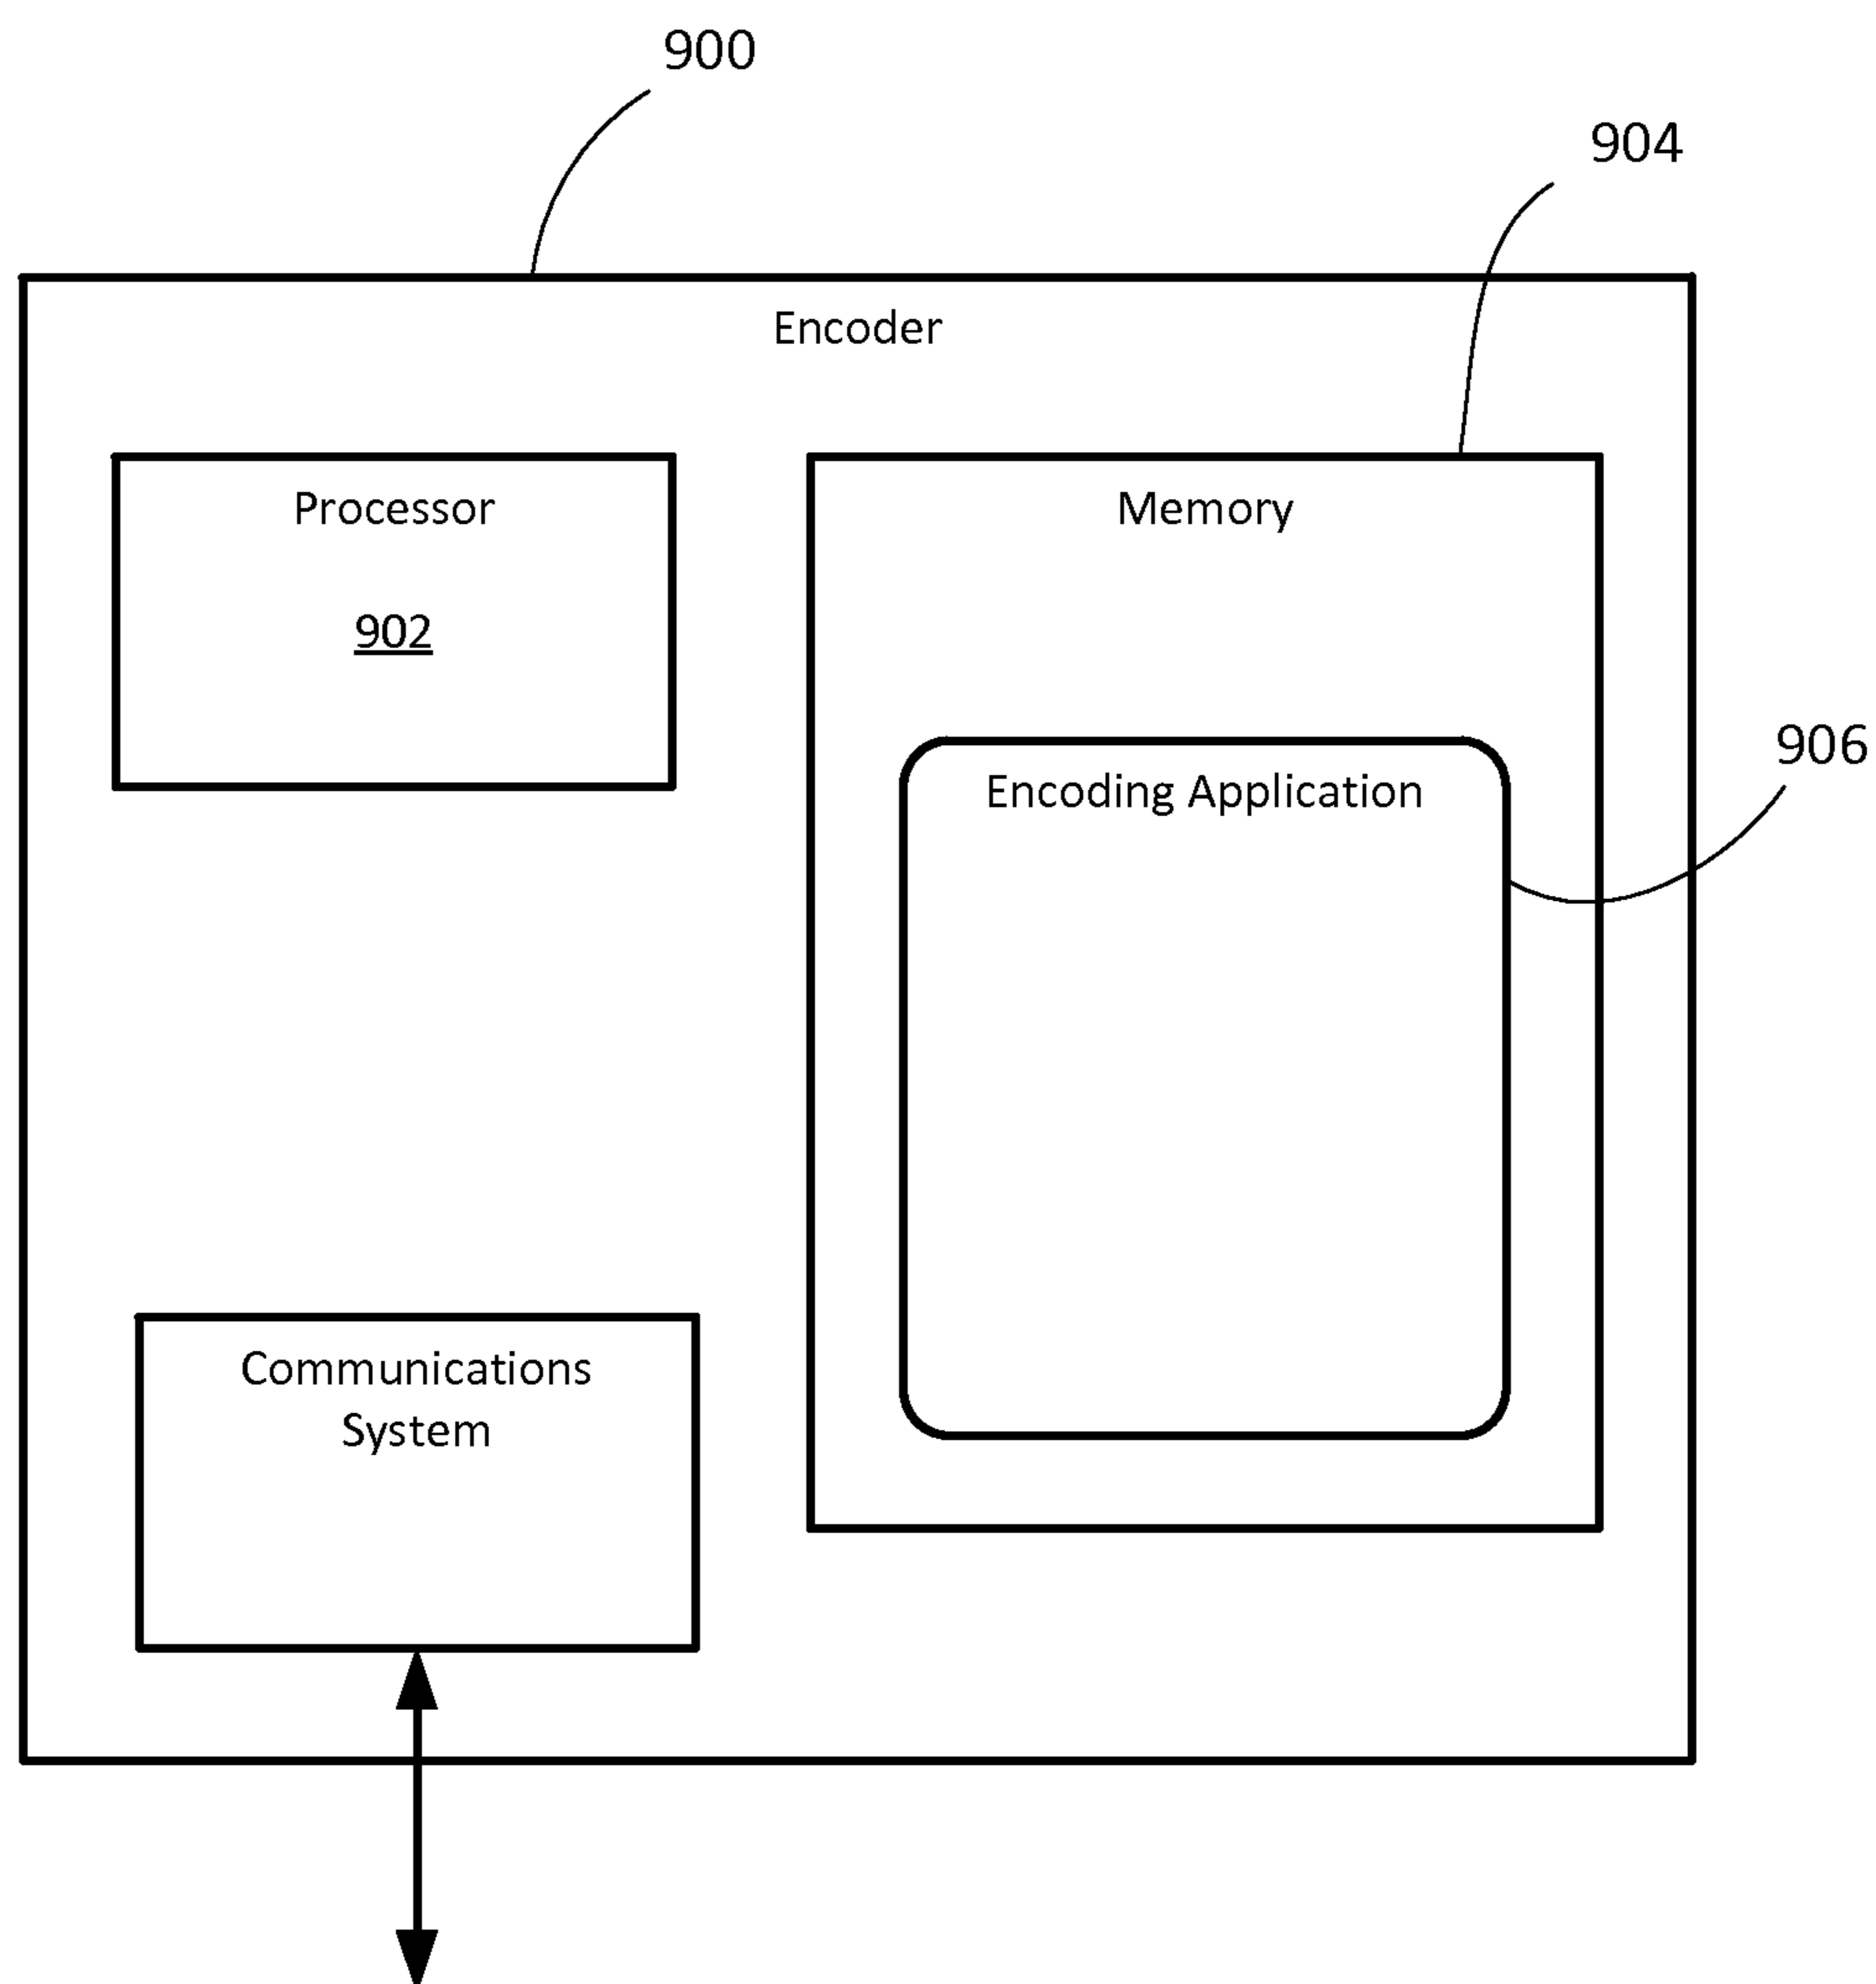 900
904
Encoder
Processor
902
Memory
906
Encoding Application
Communications
System